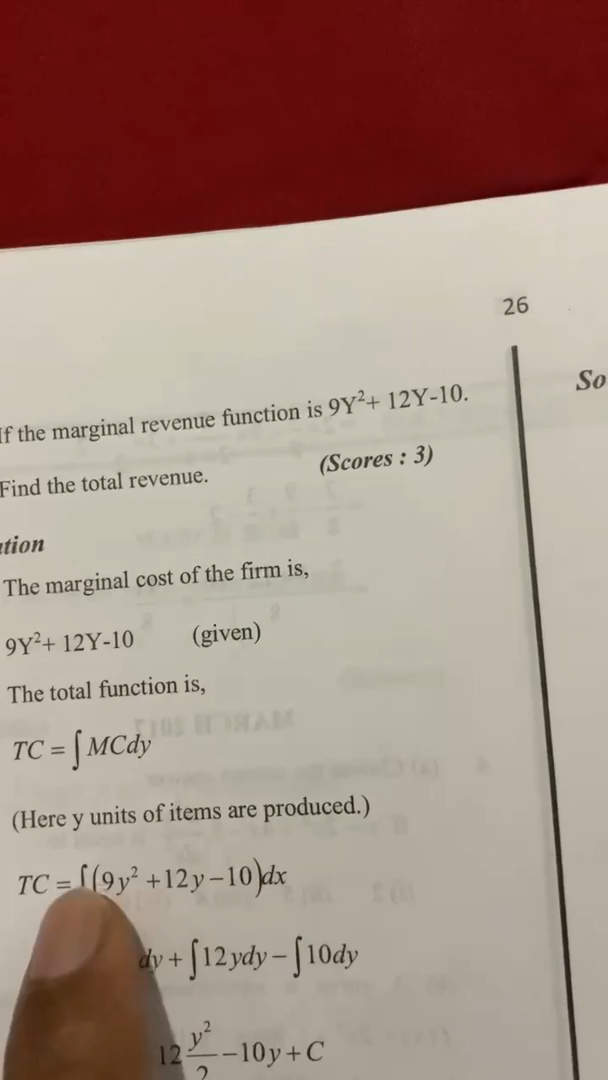 26
If the marginal revenue function is 9Y²+ 12Y-10.
So
Find the total revenue.
(Scores : 3)
The marginal cost of the firm is,
9Y²+ 12Y-10 (given)
The total function is,
TC = ∫ MCdy
(Here y units of items are produced.)
TC = ∫(9y² +12y−10)dx
dy + ∫12ydy − ∫10dy
12 y²/2 −10y + C